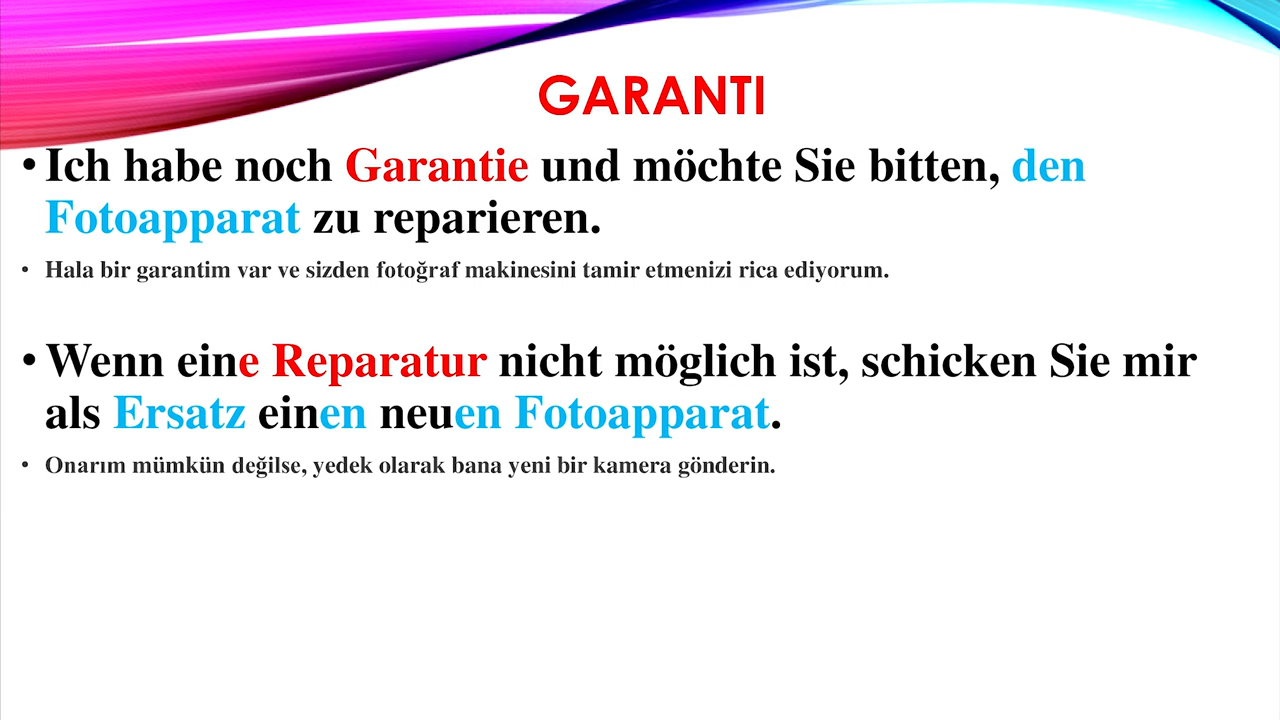 GARANTI
• Ich habe noch Garantie und möchte Sie bitten, den
Fotoapparat zu reparieren.
• Hala bir garantim var ve sizden fotoğraf makinesini tamir etmenizi rica ediyorum.
• Wenn eine Reparatur nicht möglich ist, schicken Sie mir
als Ersatz einen neuen Fotoapparat.
• Onarım mümkün değilse, yedek olarak bana yeni bir kamera gönderin.